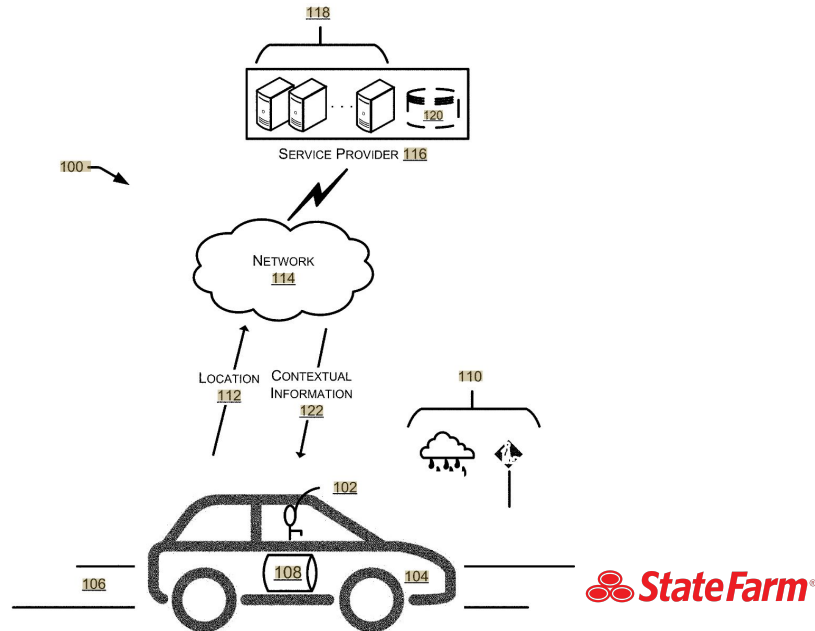 118
120
SERVICE PROVIDER 116
100
NETWORK
114
LOCATION
112
CONTEXTUAL
INFORMATION
122
110
102
108
104
106
StateFarm®